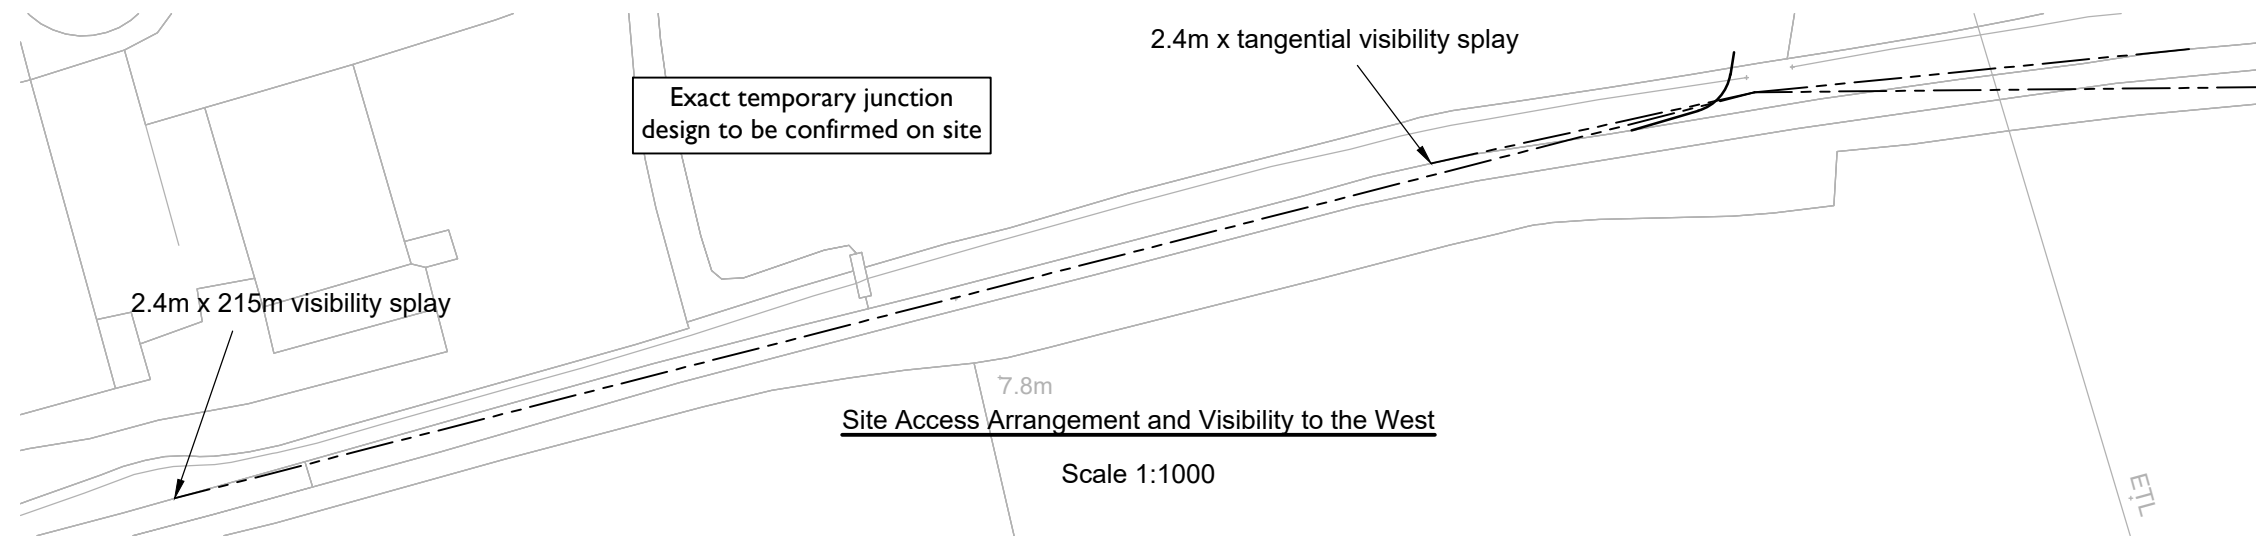 2.4m x tangential visibility splay
Exact temporary junction
design to be confirmed on site
2.4m x 215m visibility splay
7.8m
Site Access Arrangement and Visibility to the West
Scale 1:1000
ETL